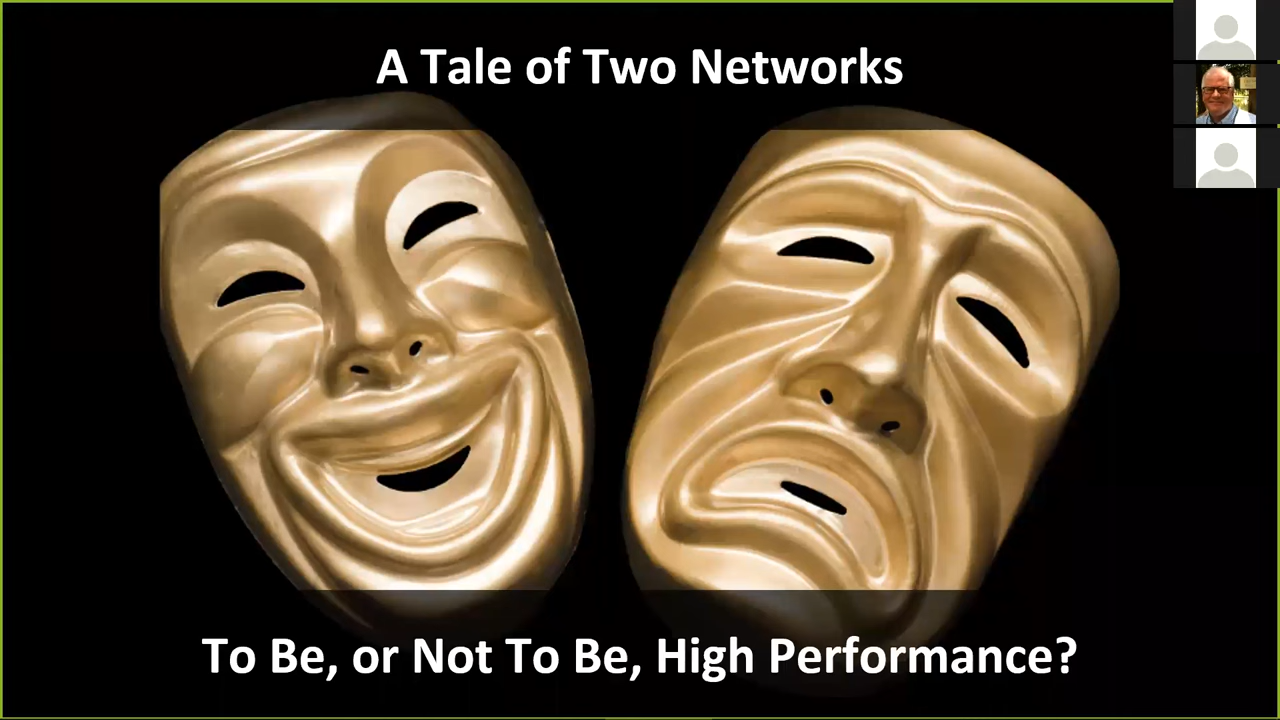 A Tale of Two Networks
To Be, or Not To Be, High Performance?